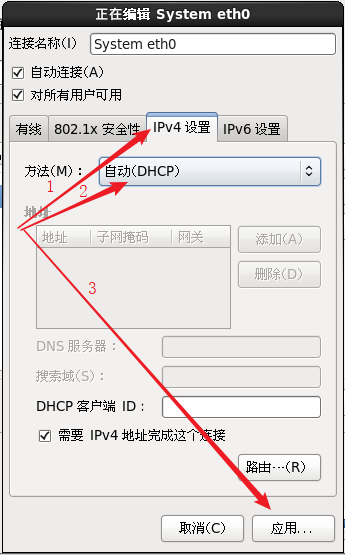 正在编辑 System eth0
连接名称(I) System eth0
自动连接(A)
对所有用户可用
有线 802.1x 安全性 IPv4 设置 IPv6 设置
方法(M)： 自动(DHCP)
1 2
地址
地址 子网掩码 网关 添加(A)
删除(D)
3
DNS 服务器：
搜索域(S)：
DHCP 客户端 ID：
需要 IPv4 地址完成这个连接
路由…(R)
取消(C) 应用...